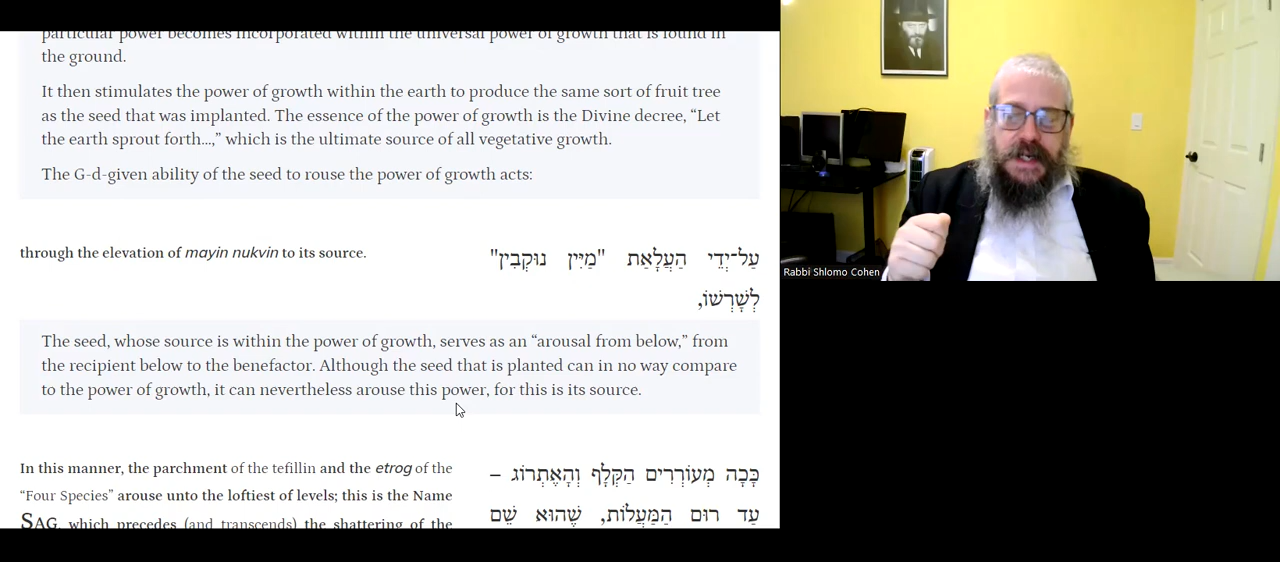 particular power becomes incorporated within the universal power of growth that is found in
the ground.
It then stimulates the power of growth within the earth to produce the same sort of fruit tree
as the seed that was implanted. The essence of the power of growth is the Divine decree, “Let
the earth sprout forth…,” which is the ultimate source of all vegetative growth.
The G-d-given ability of the seed to rouse the power of growth acts:
through the elevation of mayin nukvin to its source.
עַל־יְדֵי הַעֲלָאַת "מַיִּין נוּקְבִין"
לְשָׁרְשׁוֹ,
The seed, whose source is within the power of growth, serves as an “arousal from below,” from
the recipient below to the benefactor. Although the seed that is planted can in no way compare
to the power of growth, it can nevertheless arouse this power, for this is its source.
In this manner, the parchment of the tefillin and the etrog of the
“Four Species” arouse unto the loftiest of levels; this is the Name
SAG, which precedes (and transcends) the shattering of the
כָּכָה מְעוֹרְרִים הַקְּלָף וְהָאֶתְרוֹג –
עַד רוּם הַמַּעֲלוֹת, שֶׁהוּא שֵׁם
Rabbi Shlomo Cohen